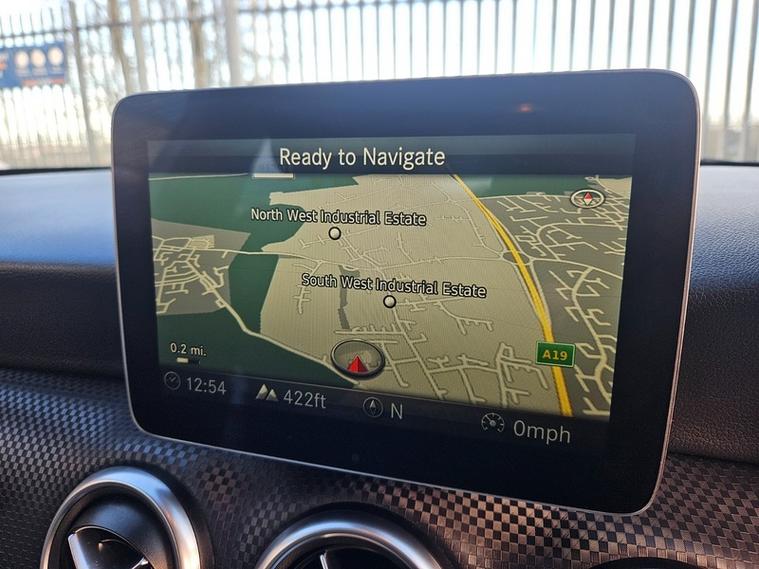 Ready to Navigate
North West Industrial Estate
South West Industrial Estate
A19
0.2 mi.
12:54
422ft
N
0mph